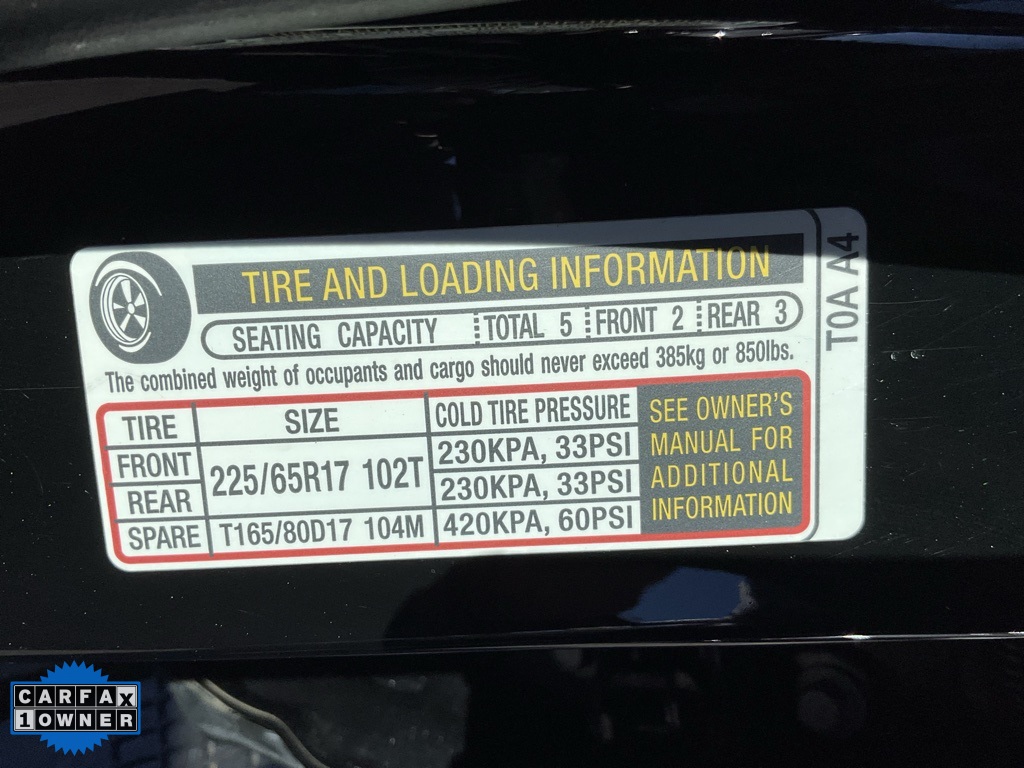 TIRE AND LOADING INFORMATION
T0A A4
SEATING CAPACITY TOTAL 5 FRONT 2 REAR 3
The combined weight of occupants and cargo should never exceed 385kg or 850lbs.
TIRE SIZE COLD TIRE PRESSURE
FRONT 225/65R17 102T 230KPA, 33PSI
REAR 230KPA, 33PSI
SPARE T165/80D17 104M 420KPA, 60PSI
SEE OWNER'S
MANUAL FOR
ADDITIONAL
INFORMATION
CARFAX
1 OWNER